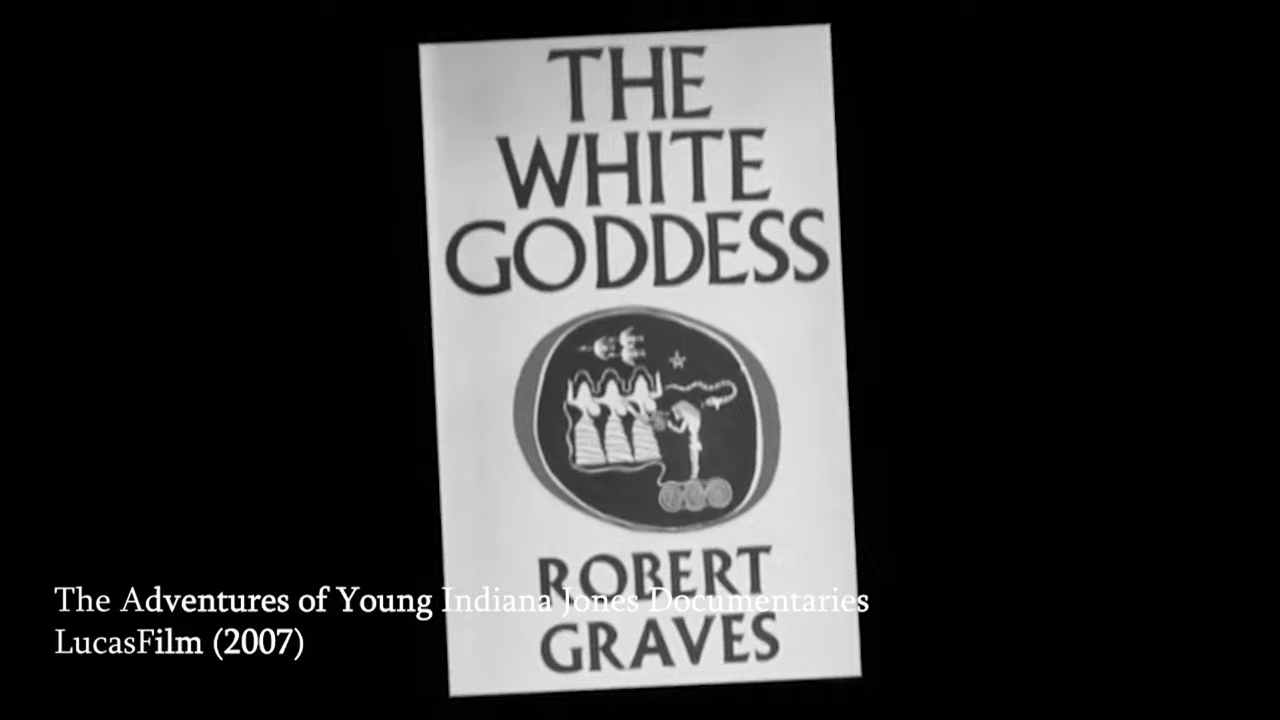 THE
WHITE
GODDESS
ROBERT
GRAVES
The Adventures of Young Indiana Jones Documentaries
LucasFilm (2007)